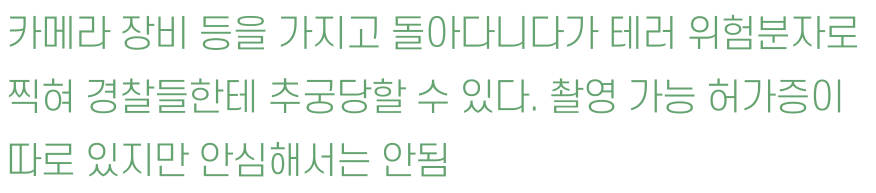 카메라 장비 등을 가지고 돌아다니다가 테러 위험분자로
찍혀 경찰들한테 추궁당할 수 있다. 촬영 가능 허가증이
따로 있지만 안심해서는 안됨